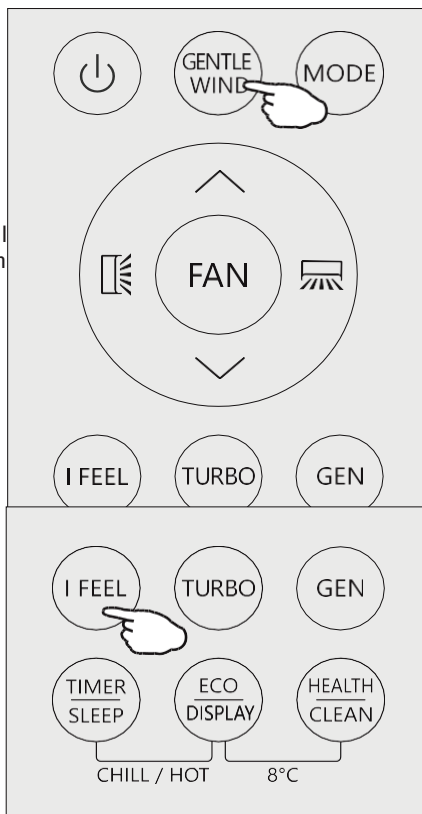 GENTLE
WIND
MODE
l
n
FAN
I FEEL
TURBO
GEN
I FEEL
TURBO
GEN
TIMER
SLEEP
ECO
DISPLAY
HEALTH
CLEAN
CHILL / HOT
8°C